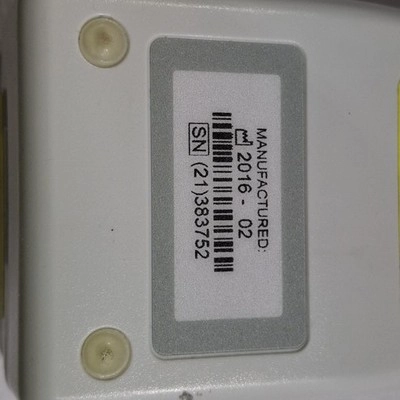 MANUFACTURED:
2016 - 02
SN (21)383752